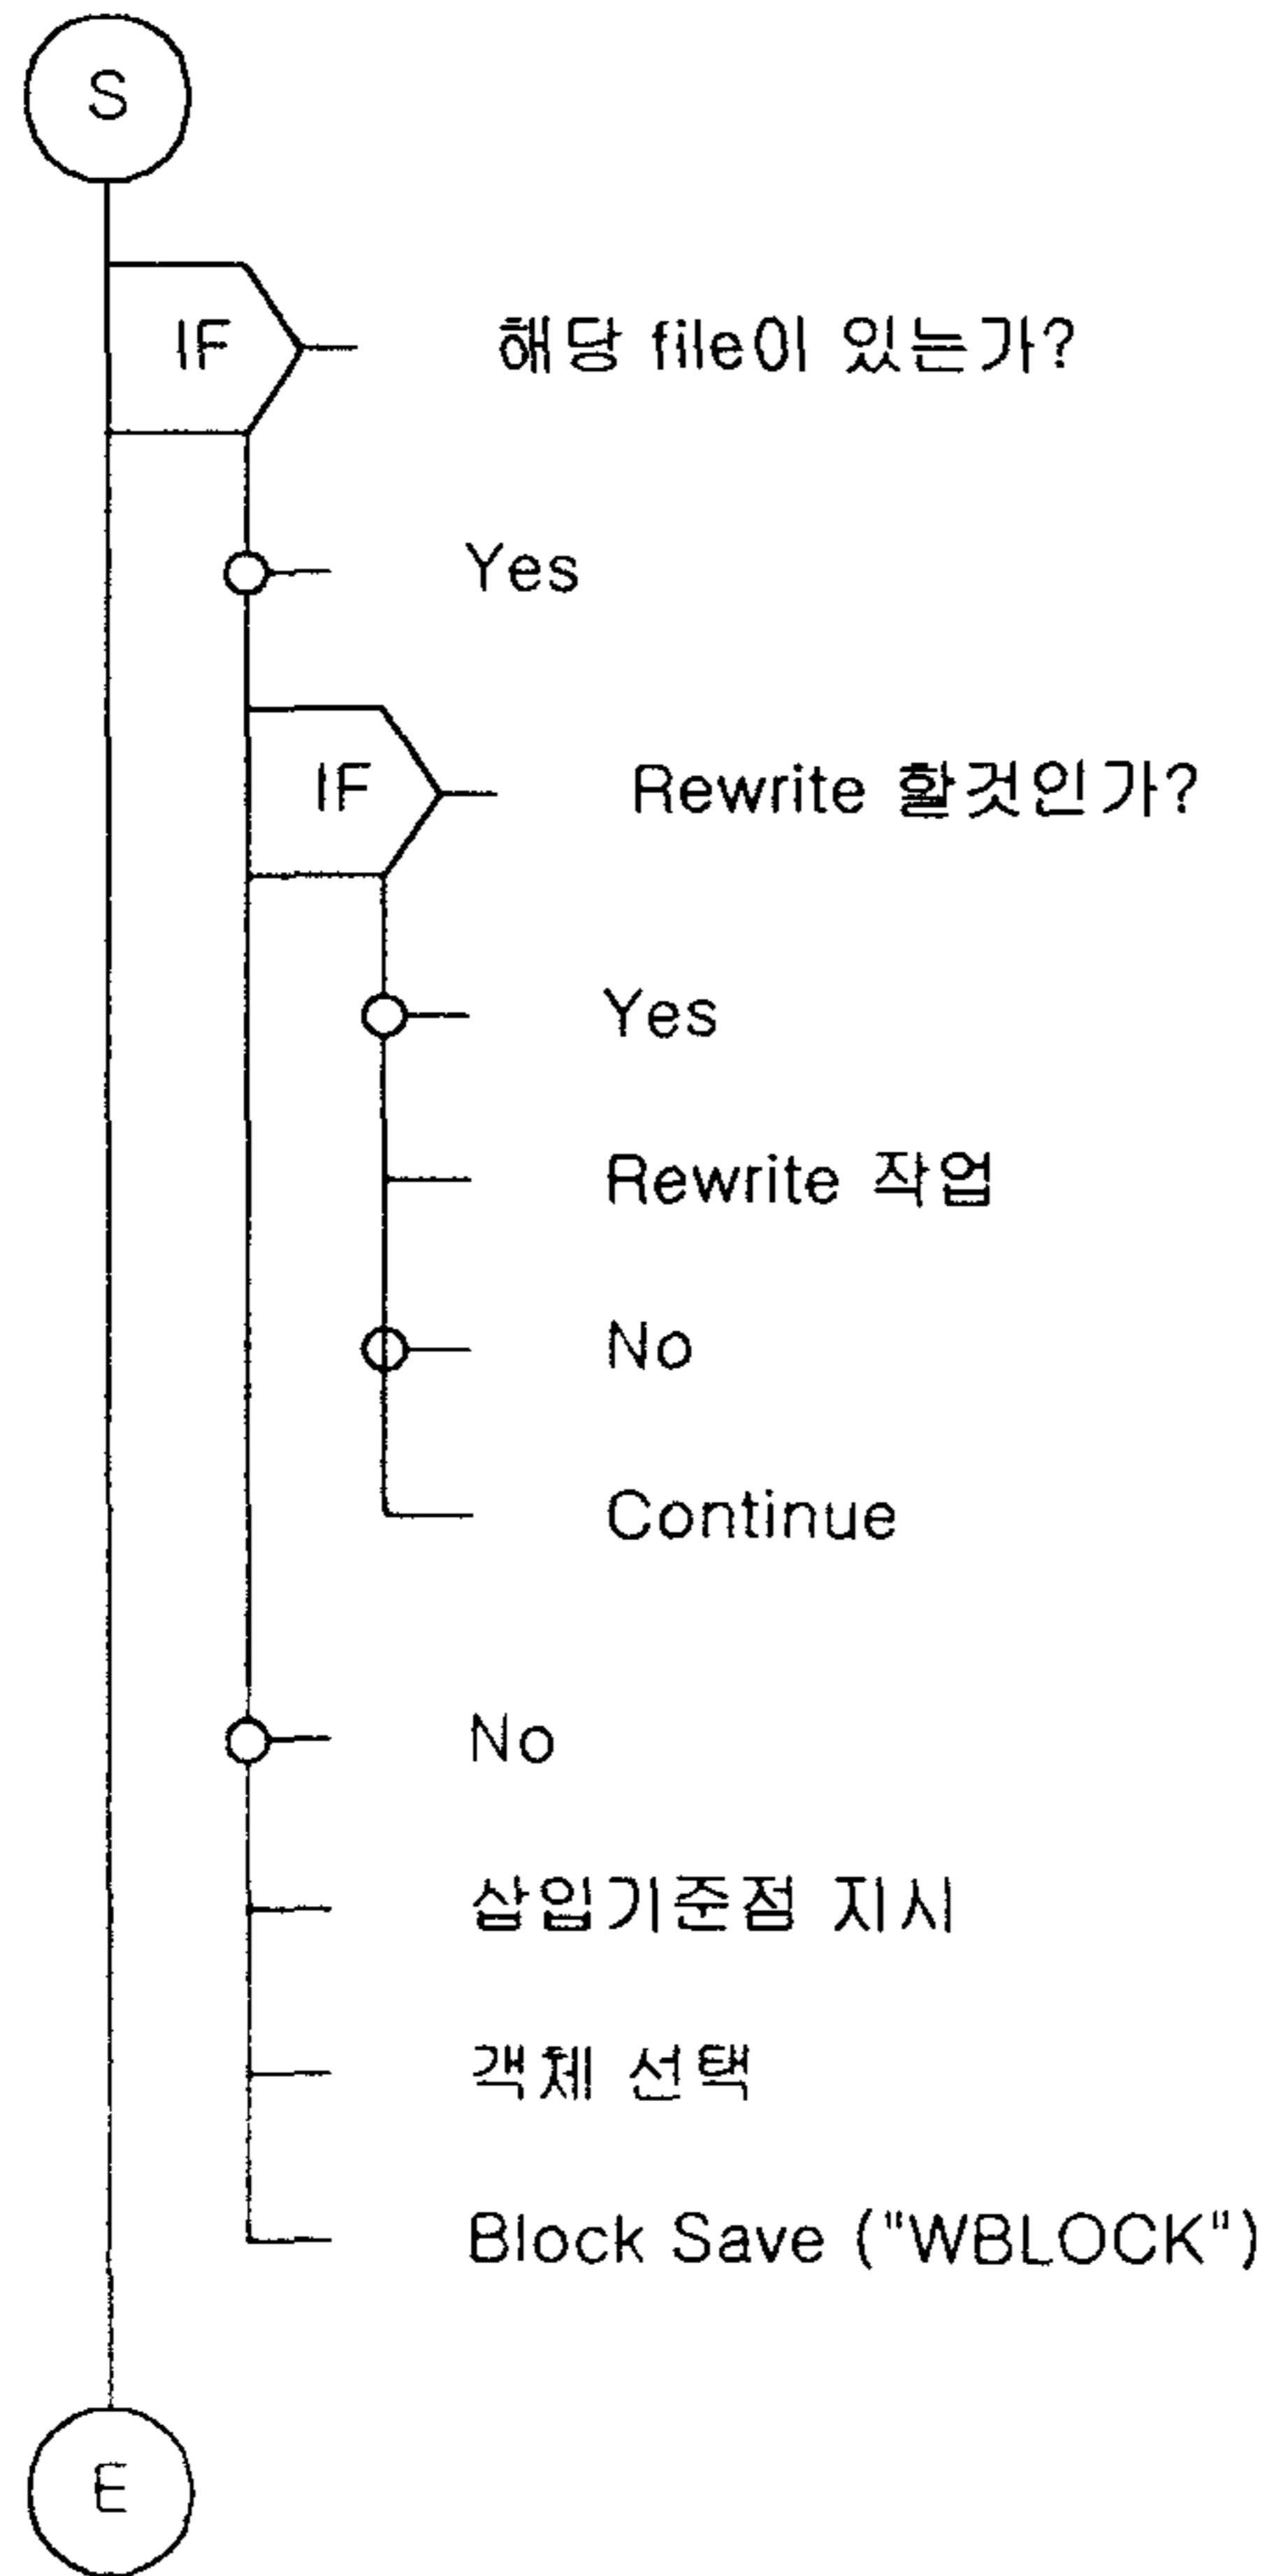 S
IF 해당 file이 있는가?
Yes
IF Rewrite 할것인가?
Yes
Rewrite 작업
No
Continue
No
삽입기준점 지시
객체 선택
Block Save ("WBLOCK")
E